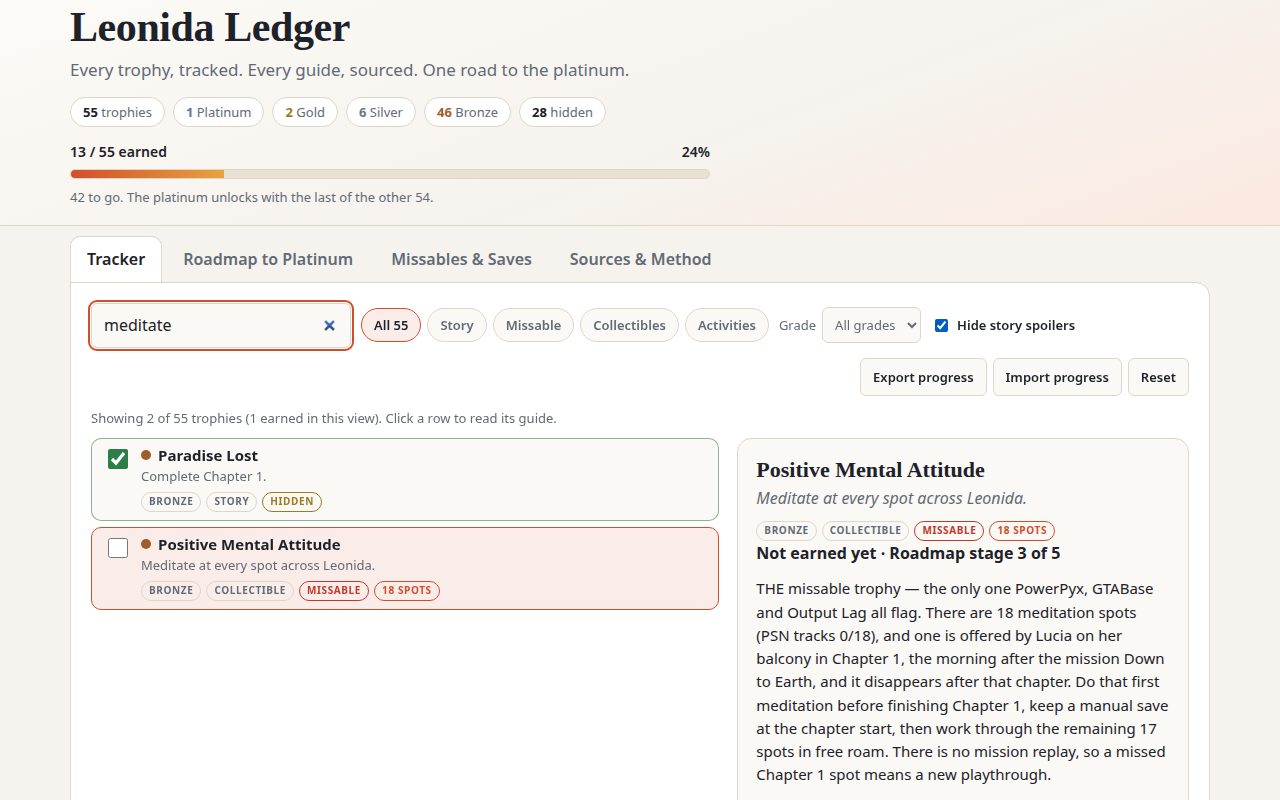 Leonida Ledger
Every trophy, tracked. Every guide, sourced. One road to the platinum.
55 trophies
1 Platinum
2 Gold
6 Silver
46 Bronze
28 hidden
13 / 55 earned
24%
42 to go. The platinum unlocks with the last of the other 54.
Tracker
Roadmap to Platinum
Missables & Saves
Sources & Method
meditate
All 55
Story
Missable
Collectibles
Activities
Grade
All grades
Hide story spoilers
Export progress
Import progress
Reset
Showing 2 of 55 trophies (1 earned in this view). Click a row to read its guide.
Paradise Lost
Complete Chapter 1.
BRONZE
STORY
HIDDEN
Positive Mental Attitude
Meditate at every spot across Leonida.
BRONZE
COLLECTIBLE
MISSABLE
18 SPOTS
Positive Mental Attitude
Meditate at every spot across Leonida.
BRONZE
COLLECTIBLE
MISSABLE
18 SPOTS
Not earned yet · Roadmap stage 3 of 5
THE missable trophy — the only one PowerPyx, GTABase
and Output Lag all flag. There are 18 meditation spots
(PSN tracks 0/18), and one is offered by Lucia on her
balcony in Chapter 1, the morning after the mission Down
to Earth, and it disappears after that chapter. Do that first
meditation before finishing Chapter 1, keep a manual save
at the chapter start, then work through the remaining 17
spots in free roam. There is no mission replay, so a missed
Chapter 1 spot means a new playthrough.